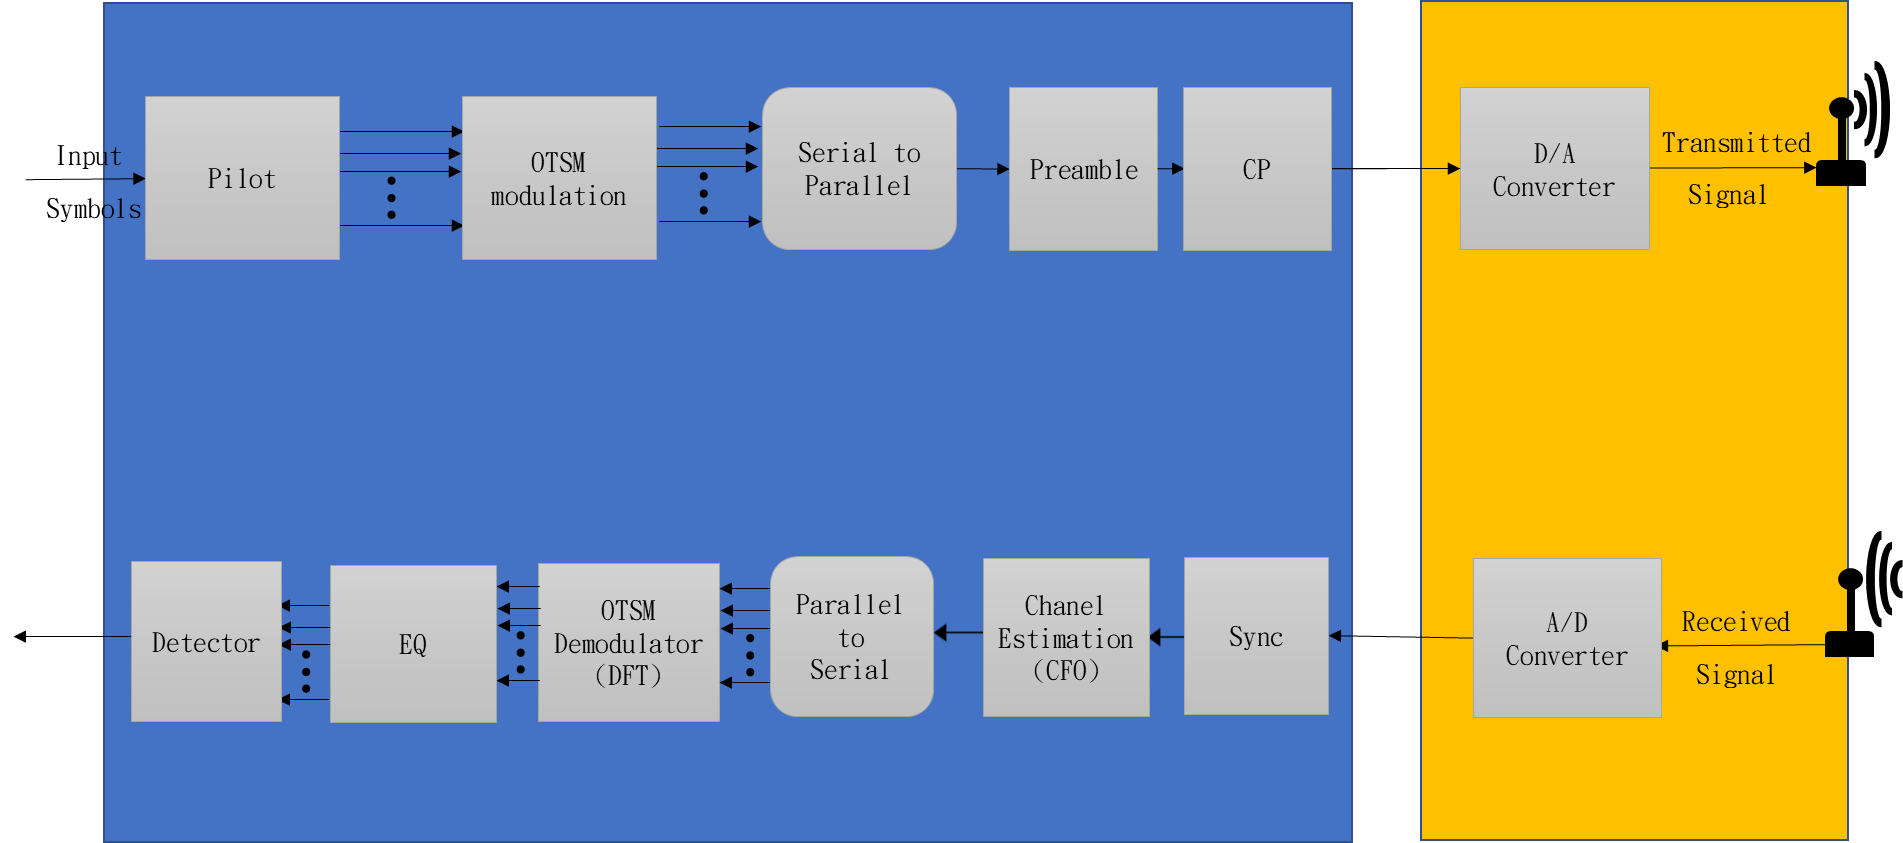 Input
Symbols
Pilot
OTSM
modulation
Serial to
Parallel
Preamble
CP
D/A
Converter
Transmitted
Signal
Detector
EQ
OTSM
Demodulator
(DFT)
Parallel
to
Serial
Chanel
Estimation
(CFO)
Sync
A/D
Converter
Received
Signal